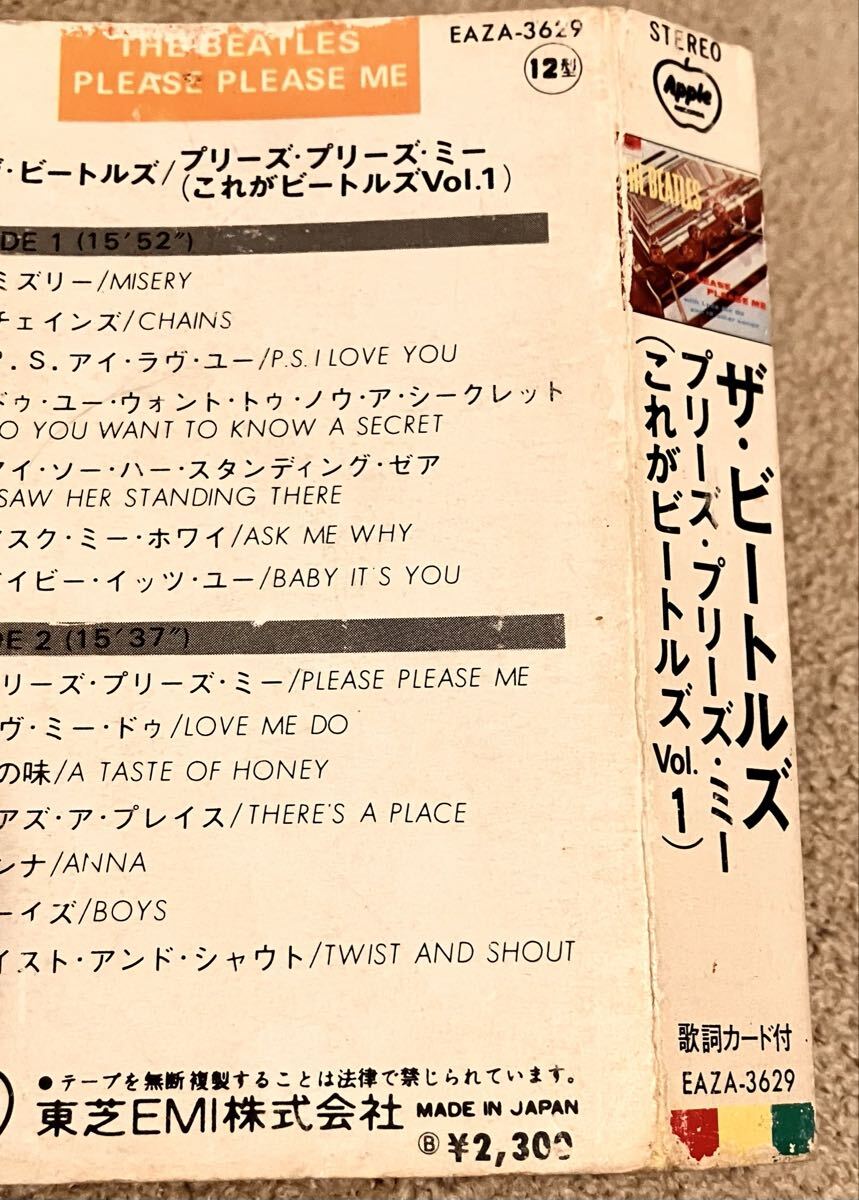 THE BEATLES
PLEASE PLEASE ME
EAZA-3629
12型
・ビートルズ/プリーズ・プリーズ・ミー
(これがビートルズVol.1)
DE 1 (15'52")
ミズリー/MISERY
チェインズ/CHAINS
P.S.アイ・ラヴ・ユー/P.S. I LOVE YOU
ドゥ・ユー・ウォント・トゥ・ノウ・ア・シークレット
O YOU WANT TO KNOW A SECRET
アイ・ソー・ハー・スタンディング・ゼア
SAW HER STANDING THERE
アスク・ミー・ホワイ/ASK ME WHY
ベイビー・イッツ・ユー/BABY IT'S YOU
DE 2 (15'37")
リーズ・プリーズ・ミー/PLEASE PLEASE ME
ヴ・ミー・ドゥ/LOVE ME DO
の味/A TASTE OF HONEY
アズ・ア・プレイス/THERE'S A PLACE
ンナ/ANNA
ーイズ/BOYS
イスト・アンド・シャウト/TWIST AND SHOUT
●テープを無断複製することは法律で禁じられています。
東芝EMI株式会社 MADE IN JAPAN
Ⓑ ¥2,300
STEREO
Apple
THE BEATLES
PLEASE
PLEASE ME
ザ・ビートルズ
プリーズ・プリーズ・ミー
(これがビートルズ Vol. 1)
歌詞カード付
EAZA-3629